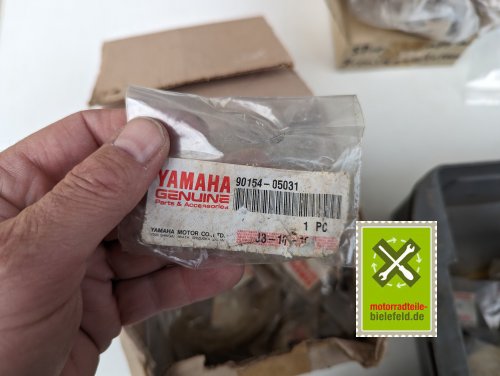 YAMAHA
GENUINE
Parts & Accessories
90154-05031
1 PC
YAMAHA MOTOR CO., LTD.
motorradteile-
bielefeld.de